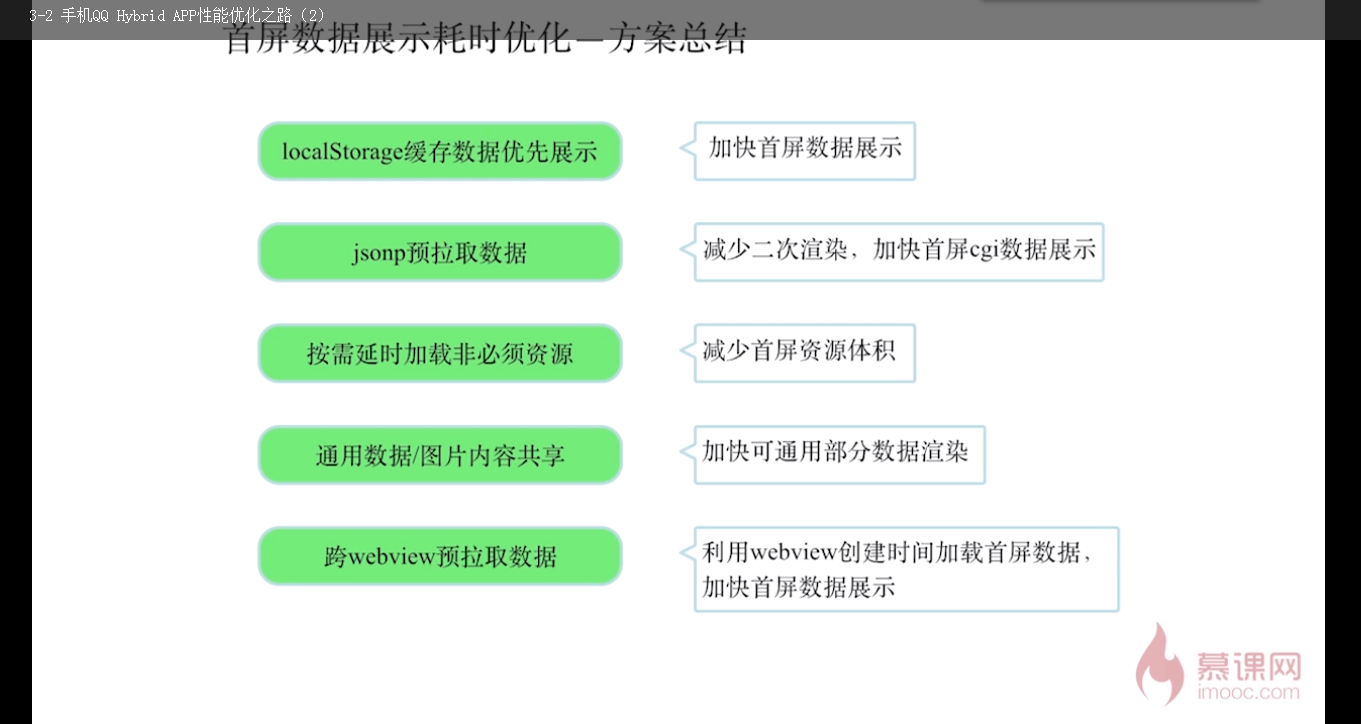 3-2 手机QQ Hybrid APP性能优化之路（2）
首屏数据展示耗时优化—方案总结
localStorage缓存数据优先展示
加快首屏数据展示
jsonp预拉取数据
减少二次渲染，加快首屏cgi数据展示
按需延时加载非必须资源
减少首屏资源体积
通用数据/图片内容共享
加快可通用部分数据渲染
跨webview预拉取数据
利用webview创建时间加载首屏数据，
加快首屏数据展示
慕课网
imooc.com